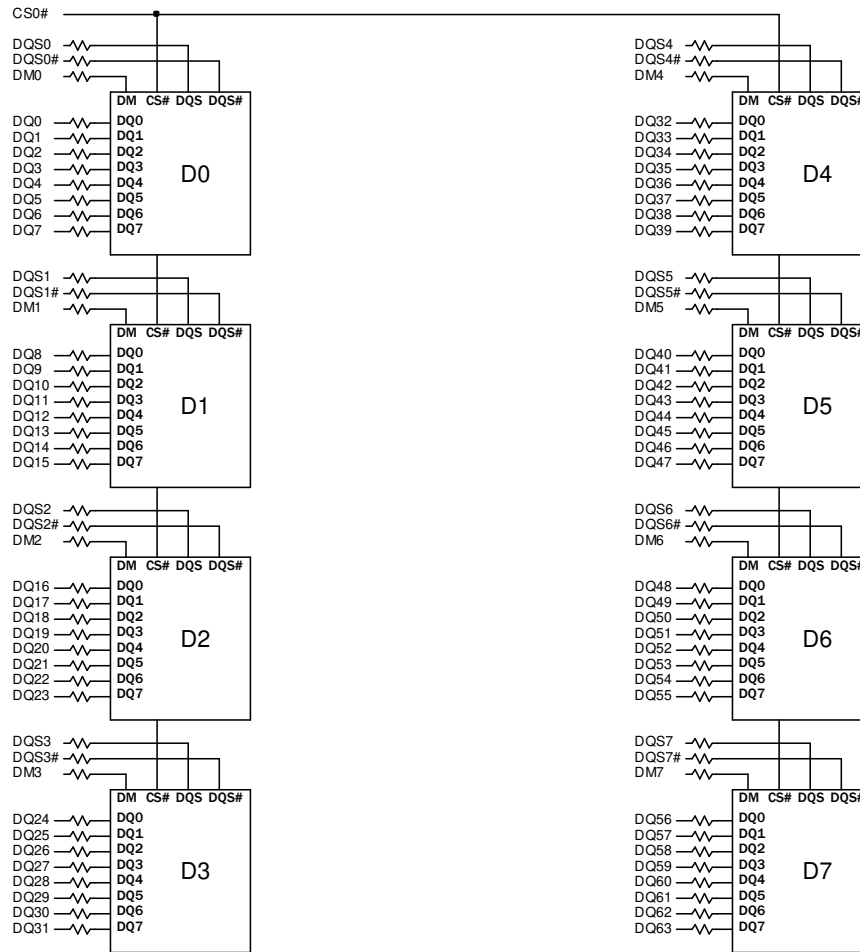 CS0#
DQS0
DQS0#
DM0
DM CS# DQS DQS#
DQ0 DQ0
DQ1 DQ1
DQ2 DQ2
DQ3 DQ3
DQ4 DQ4
DQ5 DQ5
DQ6 DQ6
DQ7 DQ7
D0
DQS1
DQS1#
DM1
DM CS# DQS DQS#
DQ8 DQ0
DQ9 DQ1
DQ10 DQ2
DQ11 DQ3
DQ12 DQ4
DQ13 DQ5
DQ14 DQ6
DQ15 DQ7
D1
DQS2
DQS2#
DM2
DM CS# DQS DQS#
DQ16 DQ0
DQ17 DQ1
DQ18 DQ2
DQ19 DQ3
DQ20 DQ4
DQ21 DQ5
DQ22 DQ6
DQ23 DQ7
D2
DQS3
DQS3#
DM3
DM CS# DQS DQS#
DQ24 DQ0
DQ25 DQ1
DQ26 DQ2
DQ27 DQ3
DQ28 DQ4
DQ29 DQ5
DQ30 DQ6
DQ31 DQ7
D3
DQS4
DQS4#
DM4
DM CS# DQS DQS#
DQ32 DQ0
DQ33 DQ1
DQ34 DQ2
DQ35 DQ3
DQ36 DQ4
DQ37 DQ5
DQ38 DQ6
DQ39 DQ7
D4
DQS5
DQS5#
DM5
DM CS# DQS DQS#
DQ40 DQ0
DQ41 DQ1
DQ42 DQ2
DQ43 DQ3
DQ44 DQ4
DQ45 DQ5
DQ46 DQ6
DQ47 DQ7
D5
DQS6
DQS6#
DM6
DM CS# DQS DQS#
DQ48 DQ0
DQ49 DQ1
DQ50 DQ2
DQ51 DQ3
DQ52 DQ4
DQ53 DQ5
DQ54 DQ6
DQ55 DQ7
D6
DQS7
DQS7#
DM7
DM CS# DQS DQS#
DQ56 DQ0
DQ57 DQ1
DQ58 DQ2
DQ59 DQ3
DQ60 DQ4
DQ61 DQ5
DQ62 DQ6
DQ63 DQ7
D7